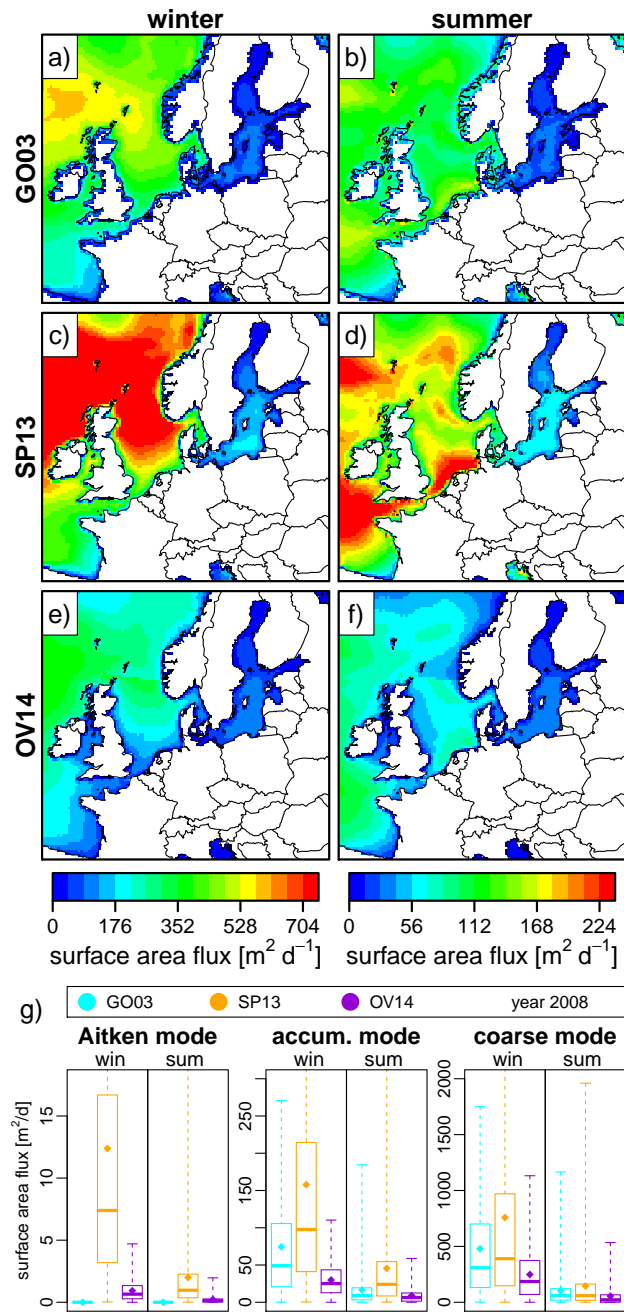 winter summer
a) b)
GO03
c) d)
SP13
e) f)
OV14
0 176 352 528 704 0 56 112 168 224
surface area flux [m² d⁻¹] surface area flux [m² d⁻¹]
g) GO03 SP13 OV14 year 2008
Aitken mode accum. mode coarse mode
win sum win sum win sum
surface area flux [m²/d]
0 5 10 15
0 50 150 250
0 500 1000 2000